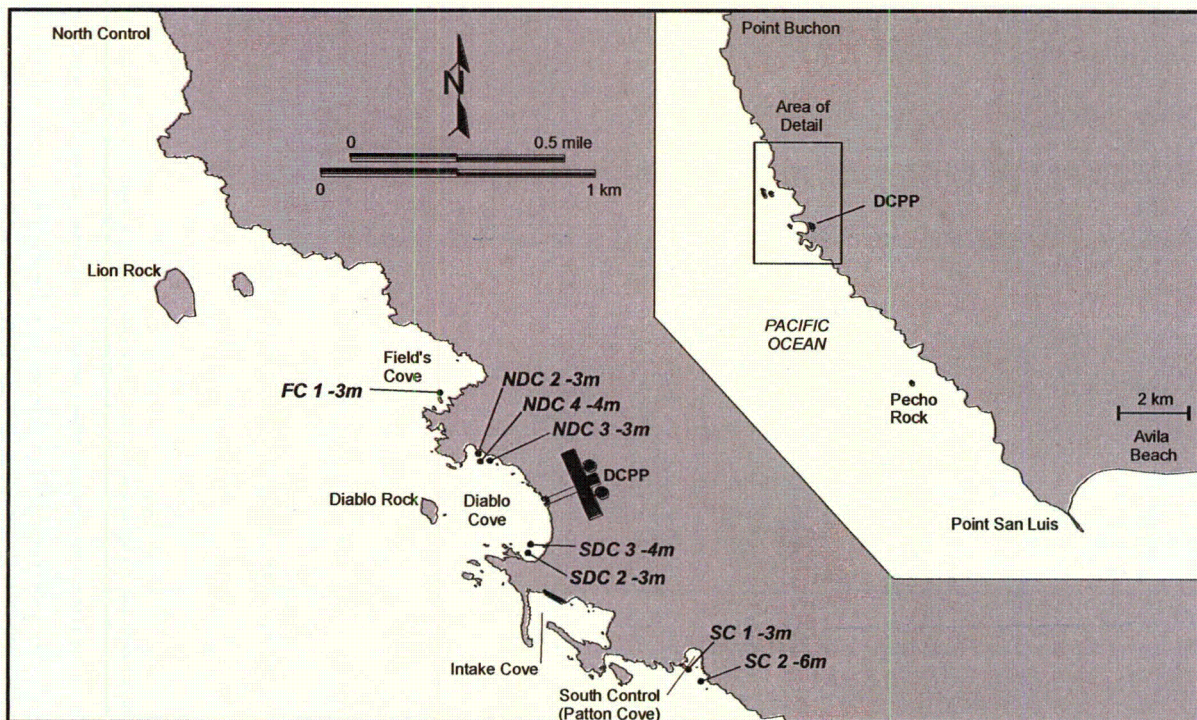 North Control
N
0 0.5 mile
0 1 km
Lion Rock
Field's
Cove
FC 1 -3m
NDC 2 -3m
NDC 4 -4m
NDC 3 -3m
DCPP
Diablo Rock
Diablo
Cove
SDC 3 -4m
SDC 2 -3m
Intake Cove
SC 1 -3m
SC 2 -6m
South Control
(Patton Cove)
Point Buchon
Area of
Detail
DCPP
PACIFIC
OCEAN
Pecho
Rock
2 km
Avila
Beach
Point San Luis